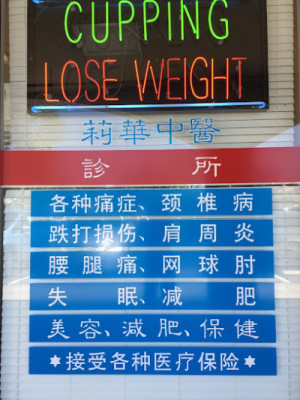 CUPPING
LOSE WEIGHT
莉華中醫
診所
各种痛症、颈椎病
跌打损伤、肩周炎
腰腿痛、网球肘
失眠、减肥
美容、减肥、保健
✱接受各种医疗保险✱